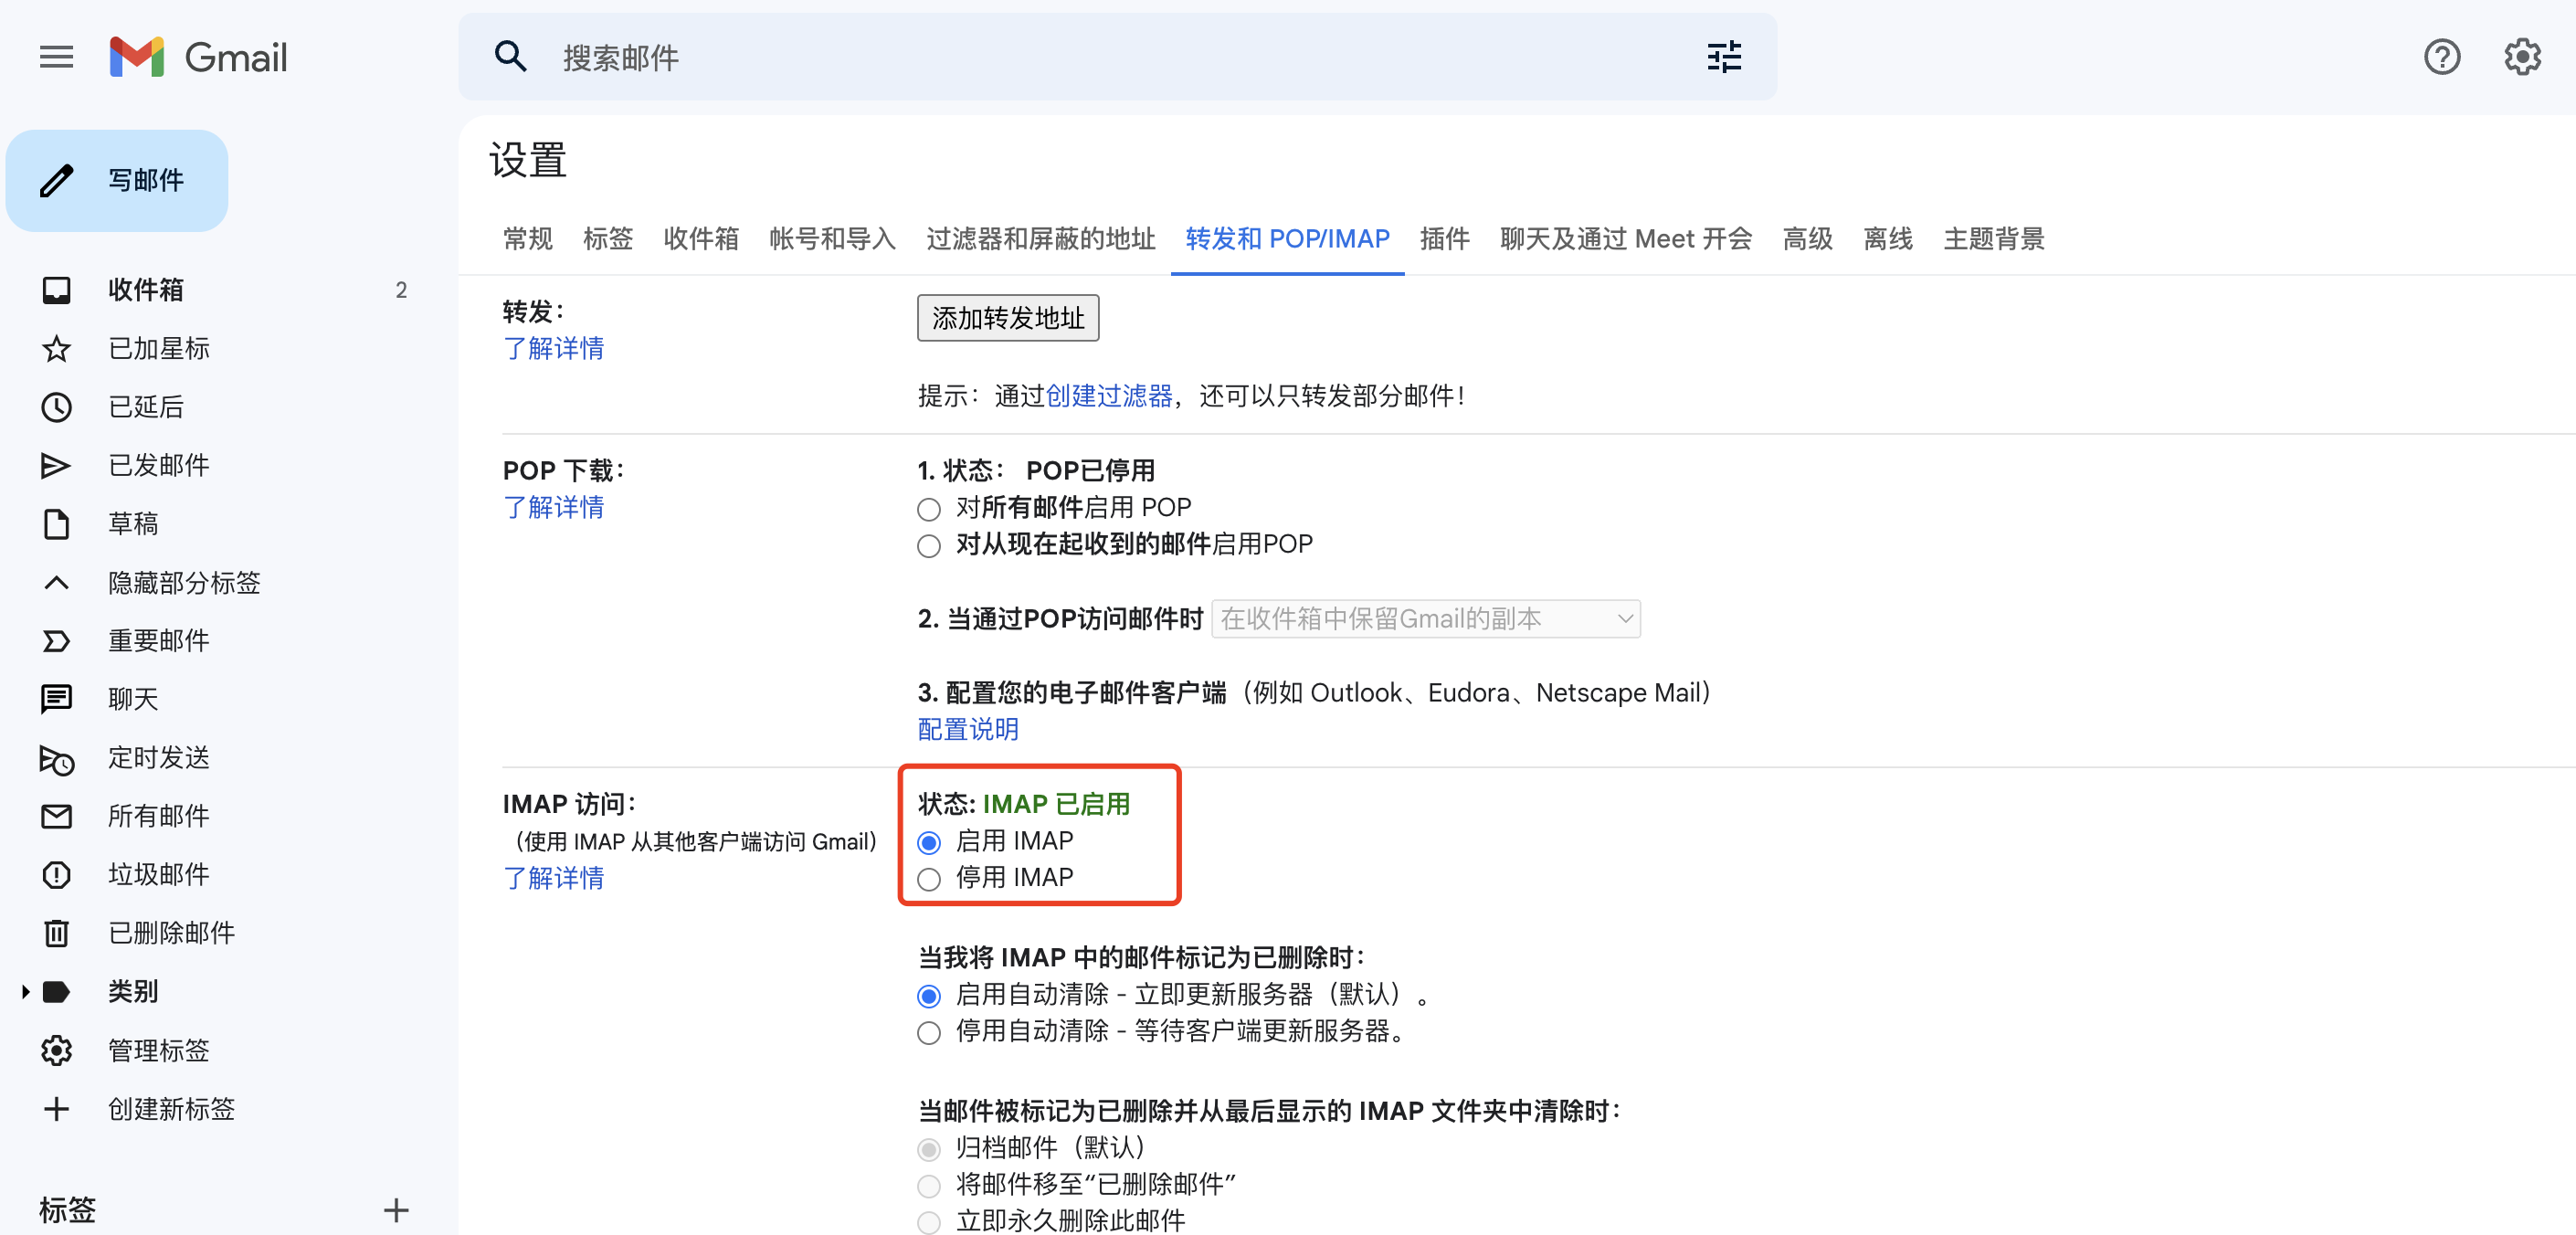 Gmail
搜索邮件
写邮件
收件箱 2
已加星标
已延后
已发邮件
草稿
隐藏部分标签
重要邮件
聊天
定时发送
所有邮件
垃圾邮件
已删除邮件
类别
管理标签
创建新标签
标签
设置
常规 标签 收件箱 帐号和导入 过滤器和屏蔽的地址 转发和 POP/IMAP 插件 聊天及通过 Meet 开会 高级 离线 主题背景
转发：
了解详情
添加转发地址
提示：通过创建过滤器，还可以只转发部分邮件！
POP 下载：
了解详情
1. 状态： POP已停用
对所有邮件启用 POP
对从现在起收到的邮件启用POP
2. 当通过POP访问邮件时 在收件箱中保留Gmail的副本
3. 配置您的电子邮件客户端（例如 Outlook、Eudora、Netscape Mail）
配置说明
IMAP 访问：
（使用 IMAP 从其他客户端访问 Gmail）
了解详情
状态: IMAP 已启用
启用 IMAP
停用 IMAP
当我将 IMAP 中的邮件标记为已删除时：
启用自动清除 - 立即更新服务器（默认）。
停用自动清除 - 等待客户端更新服务器。
当邮件被标记为已删除并从最后显示的 IMAP 文件夹中清除时：
归档邮件（默认）
将邮件移至“已删除邮件”
立即永久删除此邮件